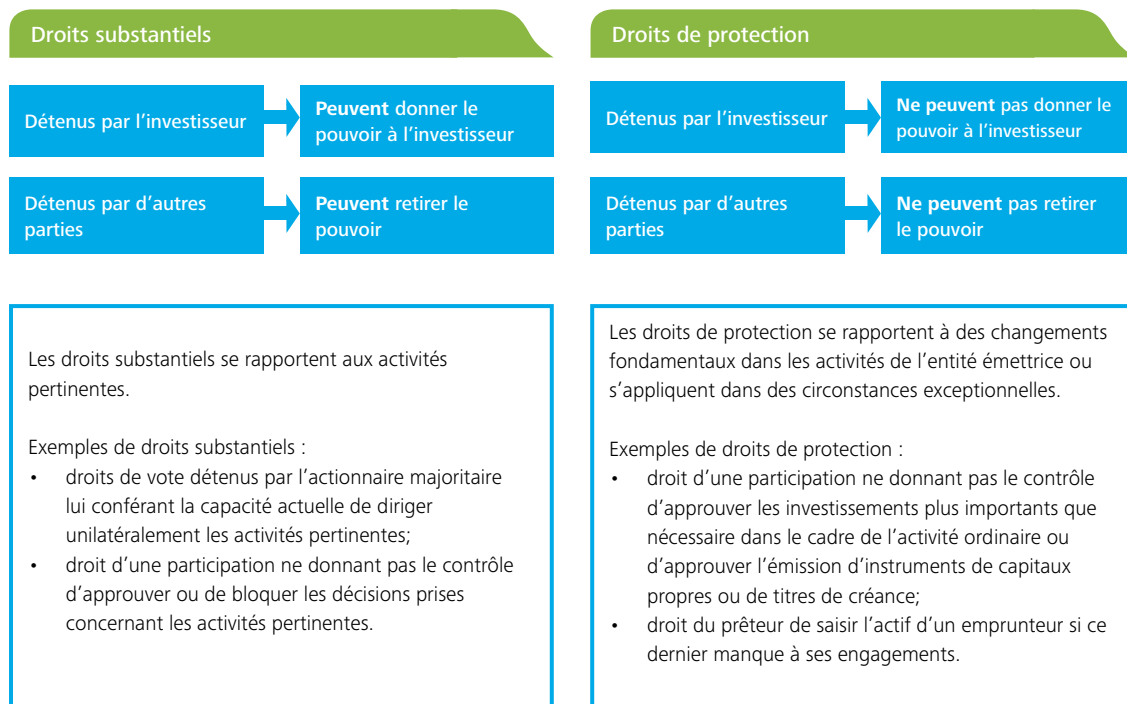 Droits substantiels
Détenus par l'investisseur
Peuvent donner le
pouvoir à l'investisseur
Détenus par d'autres
parties
Peuvent retirer le
pouvoir
Les droits substantiels se rapportent aux activités
pertinentes.
Exemples de droits substantiels :
• droits de vote détenus par l'actionnaire majoritaire
lui conférant la capacité actuelle de diriger
unilatéralement les activités pertinentes;
• droit d'une participation ne donnant pas le contrôle
d'approuver ou de bloquer les décisions prises
concernant les activités pertinentes.
Droits de protection
Détenus par l'investisseur
Ne peuvent pas donner le
pouvoir à l'investisseur
Détenus par d'autres
parties
Ne peuvent pas retirer
le pouvoir
Les droits de protection se rapportent à des changements
fondamentaux dans les activités de l'entité émettrice ou
s'appliquent dans des circonstances exceptionnelles.
Exemples de droits de protection :
• droit d'une participation ne donnant pas le contrôle
d'approuver les investissements plus importants que
nécessaire dans le cadre de l'activité ordinaire ou
d'approuver l'émission d'instruments de capitaux
propres ou de titres de créance;
• droit du prêteur de saisir l'actif d'un emprunteur si ce
dernier manque à ses engagements.